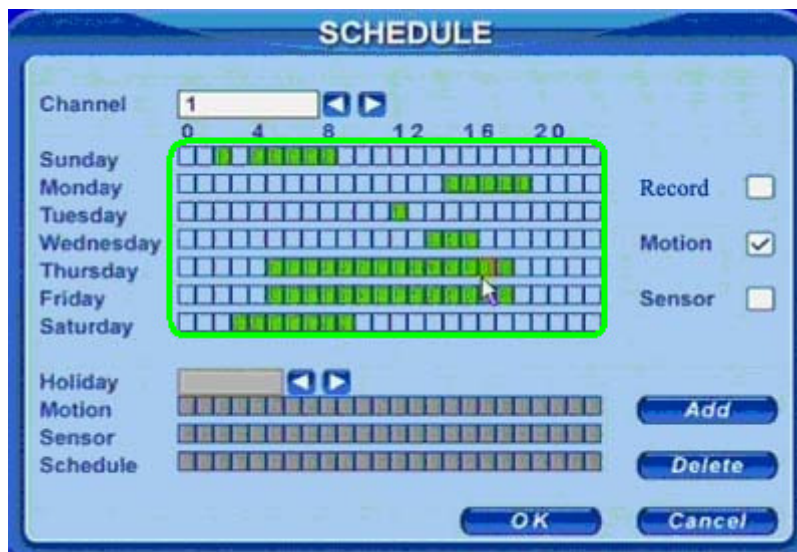 SCHEDULE
Channel 1
0 4 8 12 16 20
Sunday
Monday Record
Tuesday
Wednesday Motion
Thursday
Friday Sensor
Saturday
Holiday
Motion Add
Sensor
Schedule Delete
OK Cancel